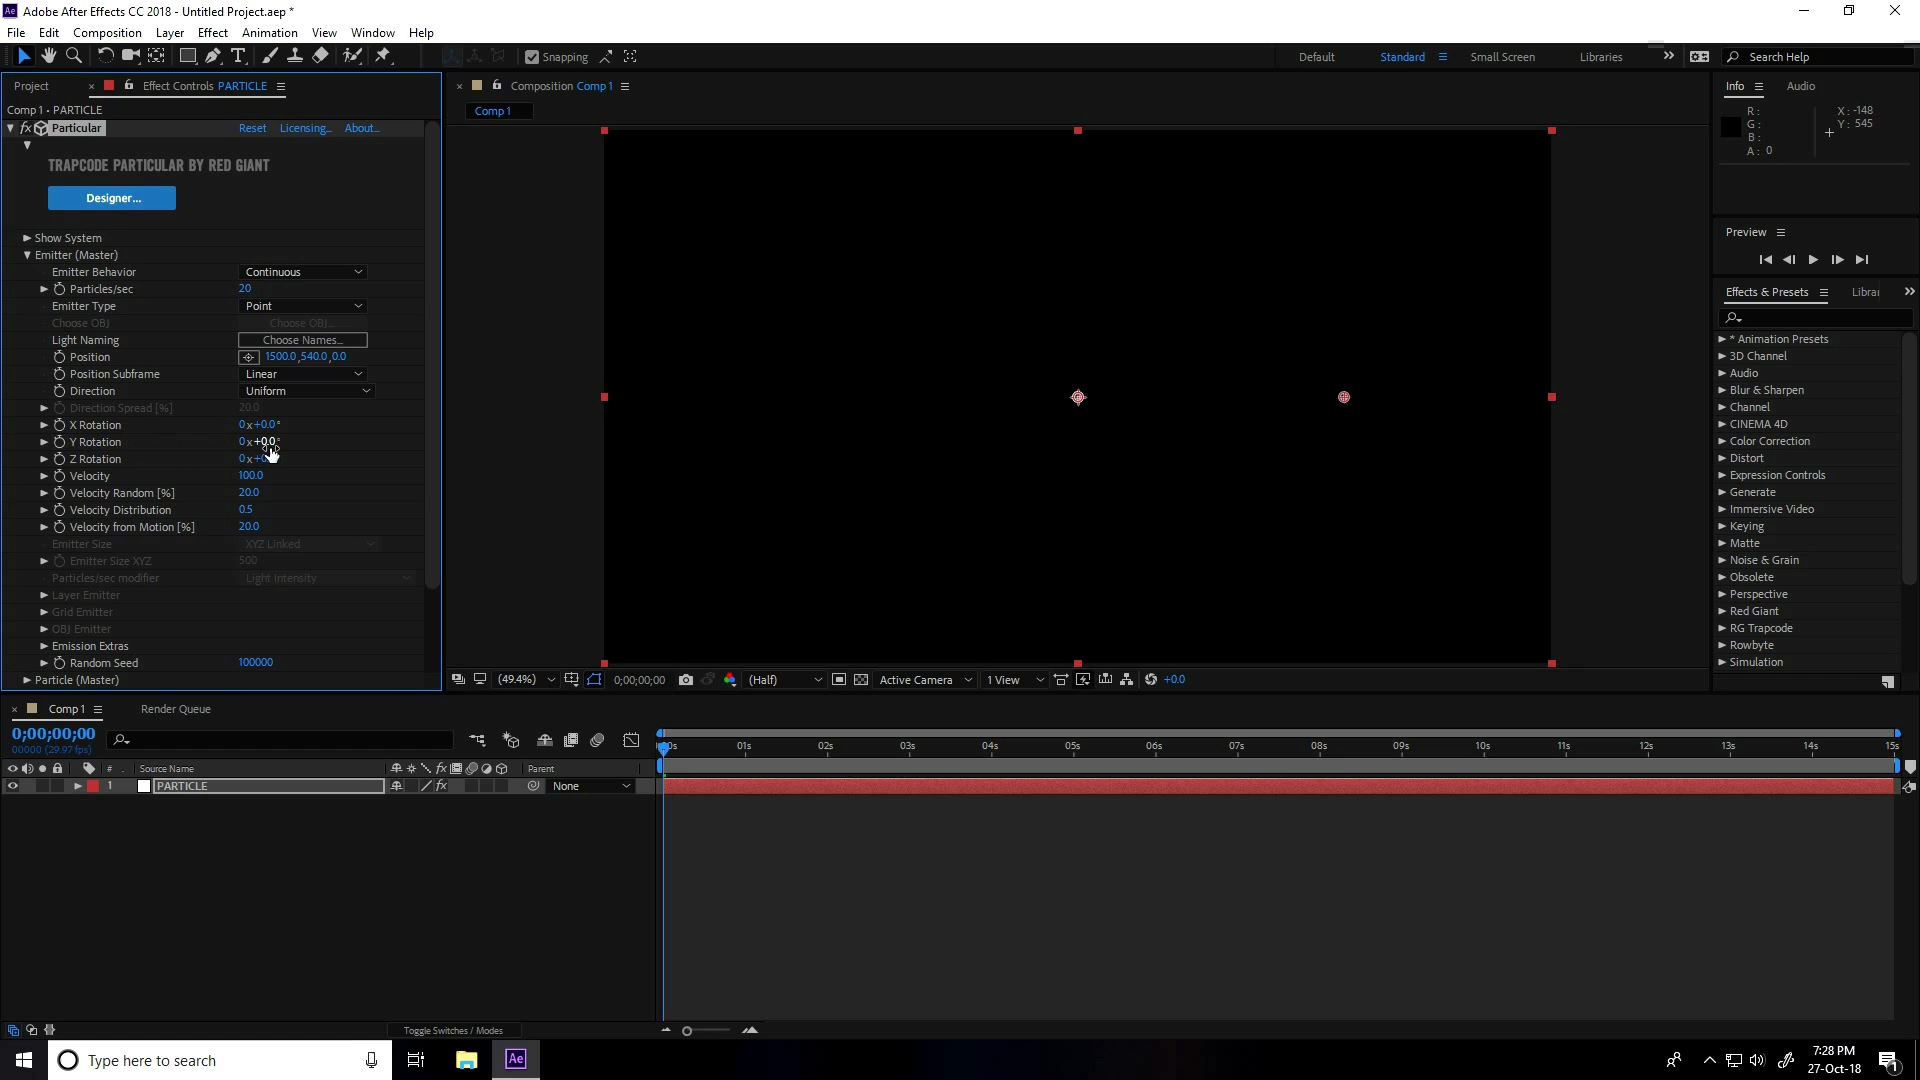 Adobe After Effects CC 2018 - Untitled Project.aep *
File Edit Composition Layer Effect Animation View Window Help
Snapping Default Standard Small Screen Libraries Search Help
Project Effect Controls PARTICLE
Comp 1 • PARTICLE
Particular Reset Licensing... About...
TRAPCODE PARTICULAR BY RED GIANT
Designer...
Show System
Emitter (Master)
Emitter Behavior Continuous
Particles/sec 20
Emitter Type Point
Choose OBJ Choose OBJ...
Light Naming Choose Names...
Position 1500.0,540.0,0.0
Position Subframe Linear
Direction Uniform
Direction Spread [%] 20.0
X Rotation 0x+0.0°
Y Rotation 0x+0.0°
Z Rotation 0x+0
Velocity 100.0
Velocity Random [%] 20.0
Velocity Distribution 0.5
Velocity from Motion [%] 20.0
Emitter Size XYZ Linked
Emitter Size XYZ 500
Particles/sec modifier Light Intensity
Layer Emitter
Grid Emitter
OBJ Emitter
Emission Extras
Random Seed 100000
Particle (Master)
Composition Comp 1
Comp 1
(49.4%) 0;00;00;00 (Half) Active Camera 1 View +0.0
Info Audio
R:
G:
B:
A: 0
X: -148
Y: 545
Preview
Effects & Presets Librar
* Animation Presets
3D Channel
Audio
Blur & Sharpen
Channel
CINEMA 4D
Color Correction
Distort
Expression Controls
Generate
Immersive Video
Keying
Matte
Noise & Grain
Obsolete
Perspective
Red Giant
RG Trapcode
Rowbyte
Simulation
Comp 1 Render Queue
0;00;00;00
00000 (29.97 fps)
# Source Name Parent
1 PARTICLE None
00s 01s 02s 03s 04s 05s 06s 07s 08s 09s 10s 11s 12s 13s 14s 15s
Toggle Switches / Modes
Type here to search
7:28 PM
27-Oct-18
1